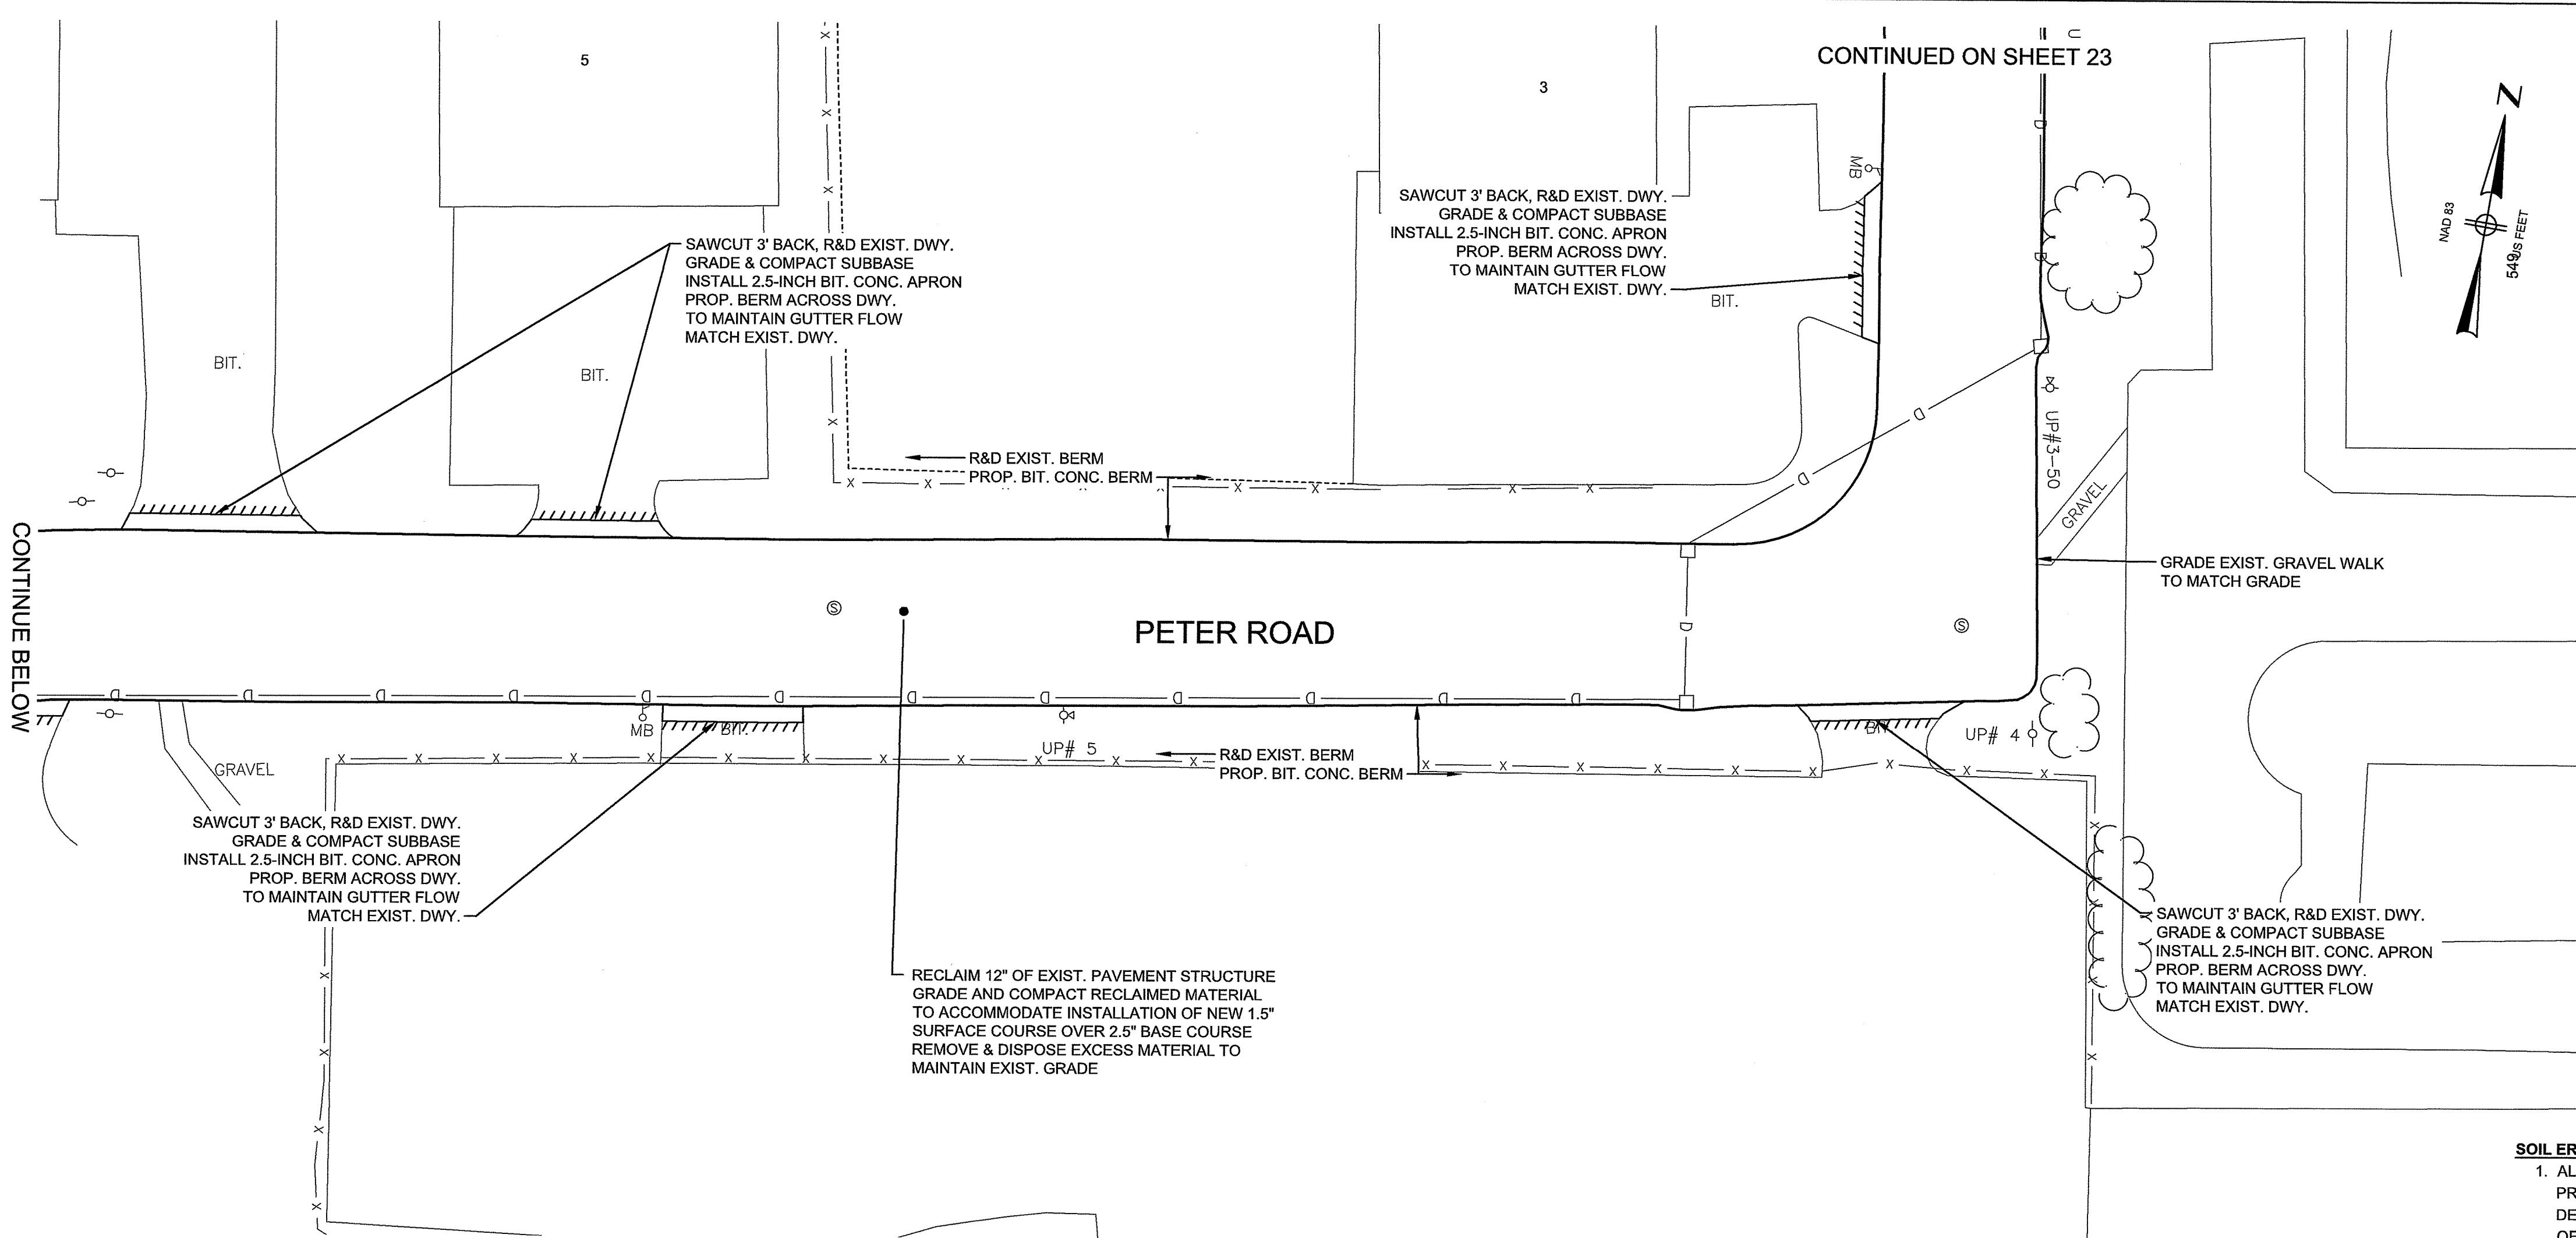 CONTINUED ON SHEET 23
5
3
N
NAD 83
US FEET
MB
SAWCUT 3' BACK, R&D EXIST. DWY.
GRADE & COMPACT SUBBASE
INSTALL 2.5-INCH BIT. CONC. APRON
PROP. BERM ACROSS DWY.
TO MAINTAIN GUTTER FLOW
MATCH EXIST. DWY.
BIT.
SAWCUT 3' BACK, R&D EXIST. DWY.
GRADE & COMPACT SUBBASE
INSTALL 2.5-INCH BIT. CONC. APRON
PROP. BERM ACROSS DWY.
TO MAINTAIN GUTTER FLOW
MATCH EXIST. DWY.
BIT.
BIT.
UP#3-50
GRAVEL
R&D EXIST. BERM
PROP. BIT. CONC. BERM
GRADE EXIST. GRAVEL WALK
TO MATCH GRADE
CONTINUE BELOW
S
PETER ROAD
S
MB
BIT.
UP# 5
UP# 4
R&D EXIST. BERM
PROP. BIT. CONC. BERM
GRAVEL
SAWCUT 3' BACK, R&D EXIST. DWY.
GRADE & COMPACT SUBBASE
INSTALL 2.5-INCH BIT. CONC. APRON
PROP. BERM ACROSS DWY.
TO MAINTAIN GUTTER FLOW
MATCH EXIST. DWY.
SAWCUT 3' BACK, R&D EXIST. DWY.
GRADE & COMPACT SUBBASE
INSTALL 2.5-INCH BIT. CONC. APRON
PROP. BERM ACROSS DWY.
TO MAINTAIN GUTTER FLOW
MATCH EXIST. DWY.
RECLAIM 12" OF EXIST. PAVEMENT STRUCTURE
GRADE AND COMPACT RECLAIMED MATERIAL
TO ACCOMMODATE INSTALLATION OF NEW 1.5"
SURFACE COURSE OVER 2.5" BASE COURSE
REMOVE & DISPOSE EXCESS MATERIAL TO
MAINTAIN EXIST. GRADE
SOIL ER
1. AL
PR
DE